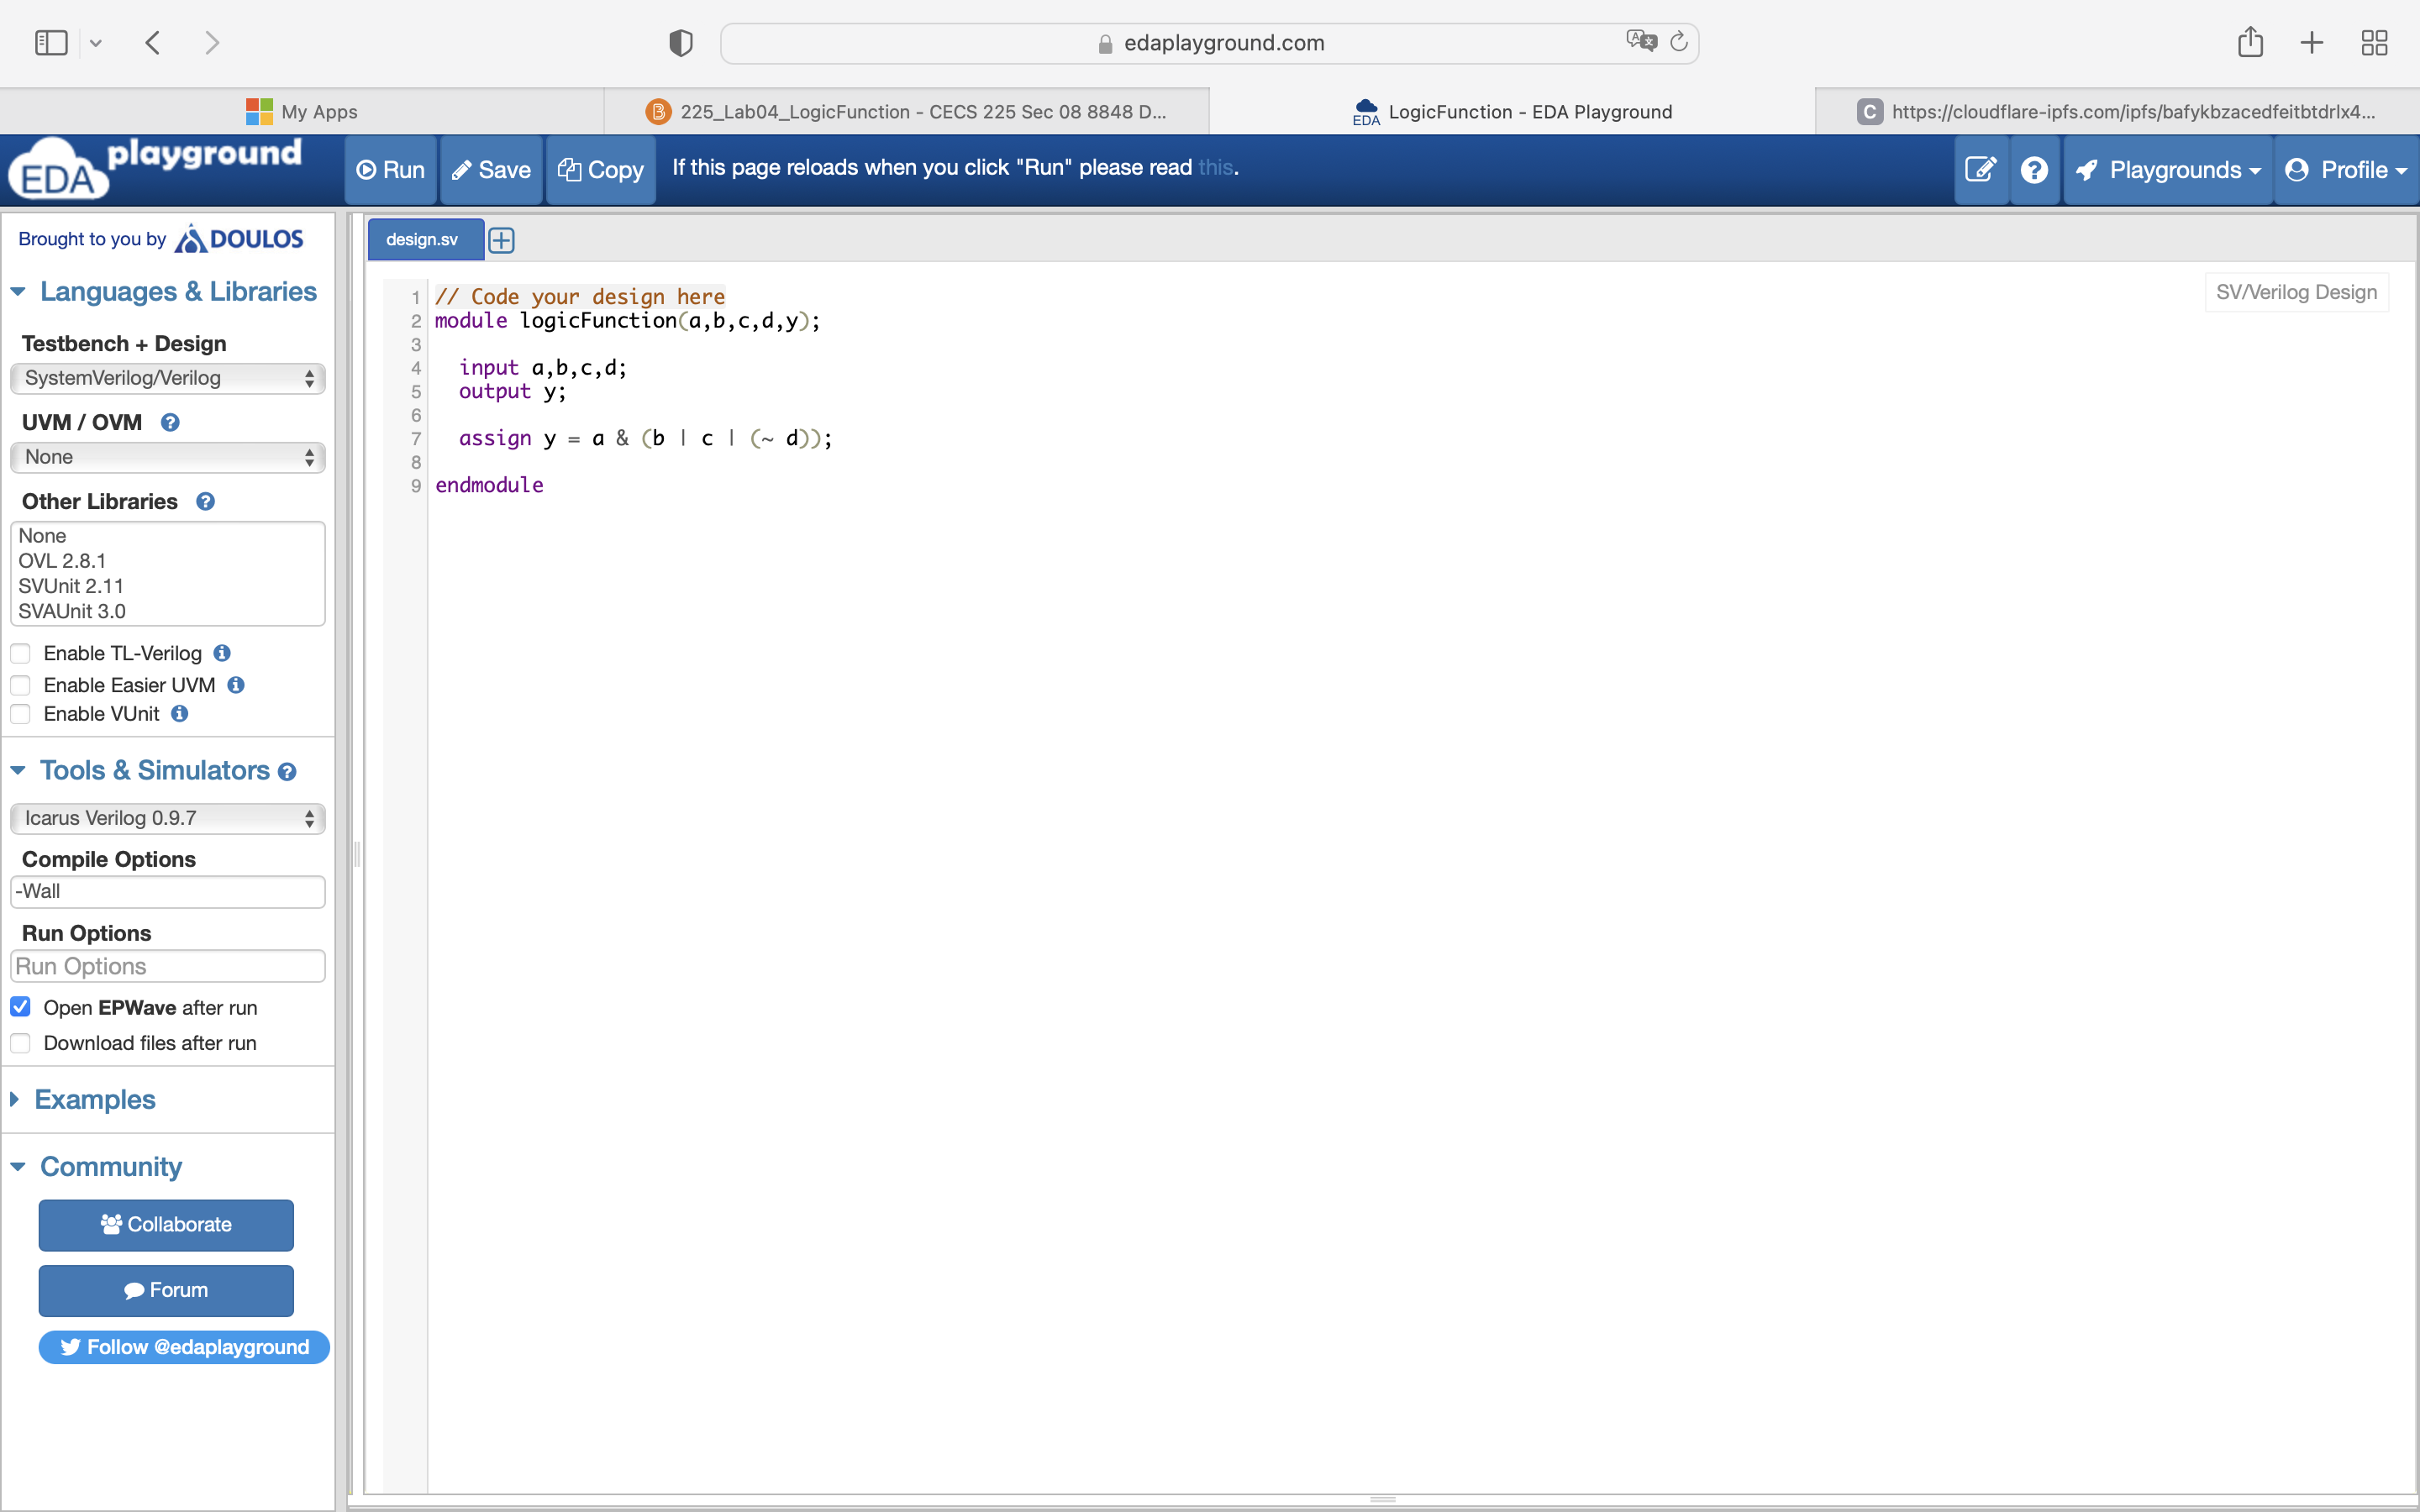 edaplayground.com
My Apps
225_Lab04_LogicFunction - CECS 225 Sec 08 8848 D...
EDA
LogicFunction - EDA Playground
C
https://cloudflare-ipfs.com/ipfs/bafykbzacedfeitbtdrlx4...
EDA playground
Run
Save
Copy
If this page reloads when you click "Run" please read this.
Playgrounds
Profile
Brought to you by DOULOS
Languages & Libraries
Testbench + Design
SystemVerilog/Verilog
UVM / OVM ?
None
Other Libraries ?
None
OVL 2.8.1
SVUnit 2.11
SVAUnit 3.0
Enable TL-Verilog
Enable Easier UVM
Enable VUnit
Tools & Simulators ?
Icarus Verilog 0.9.7
Compile Options
-Wall
Run Options
Run Options
Open EPWave after run
Download files after run
Examples
Community
Collaborate
Forum
Follow @edaplayground
design.sv
SV/Verilog Design
1 // Code your design here
2 module logicFunction(a,b,c,d,y);
3
4 input a,b,c,d;
5 output y;
6
7 assign y = a & (b | c | (~ d));
8
9 endmodule